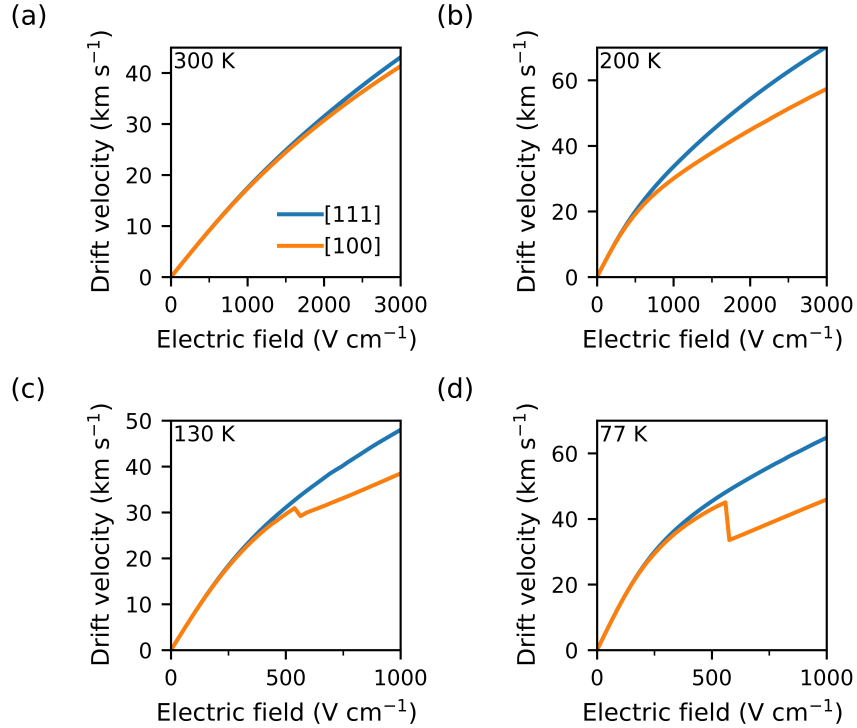 (a)
300 K
[111]
[100]
Drift velocity (km s⁻¹)
0
10
20
30
40
0 1000 2000 3000
Electric field (V cm⁻¹)
(b)
200 K
Drift velocity (km s⁻¹)
0
20
40
60
0 1000 2000 3000
Electric field (V cm⁻¹)
(c)
130 K
Drift velocity (km s⁻¹)
0
10
20
30
40
50
0 500 1000
Electric field (V cm⁻¹)
(d)
77 K
Drift velocity (km s⁻¹)
0
20
40
60
0 500 1000
Electric field (V cm⁻¹)